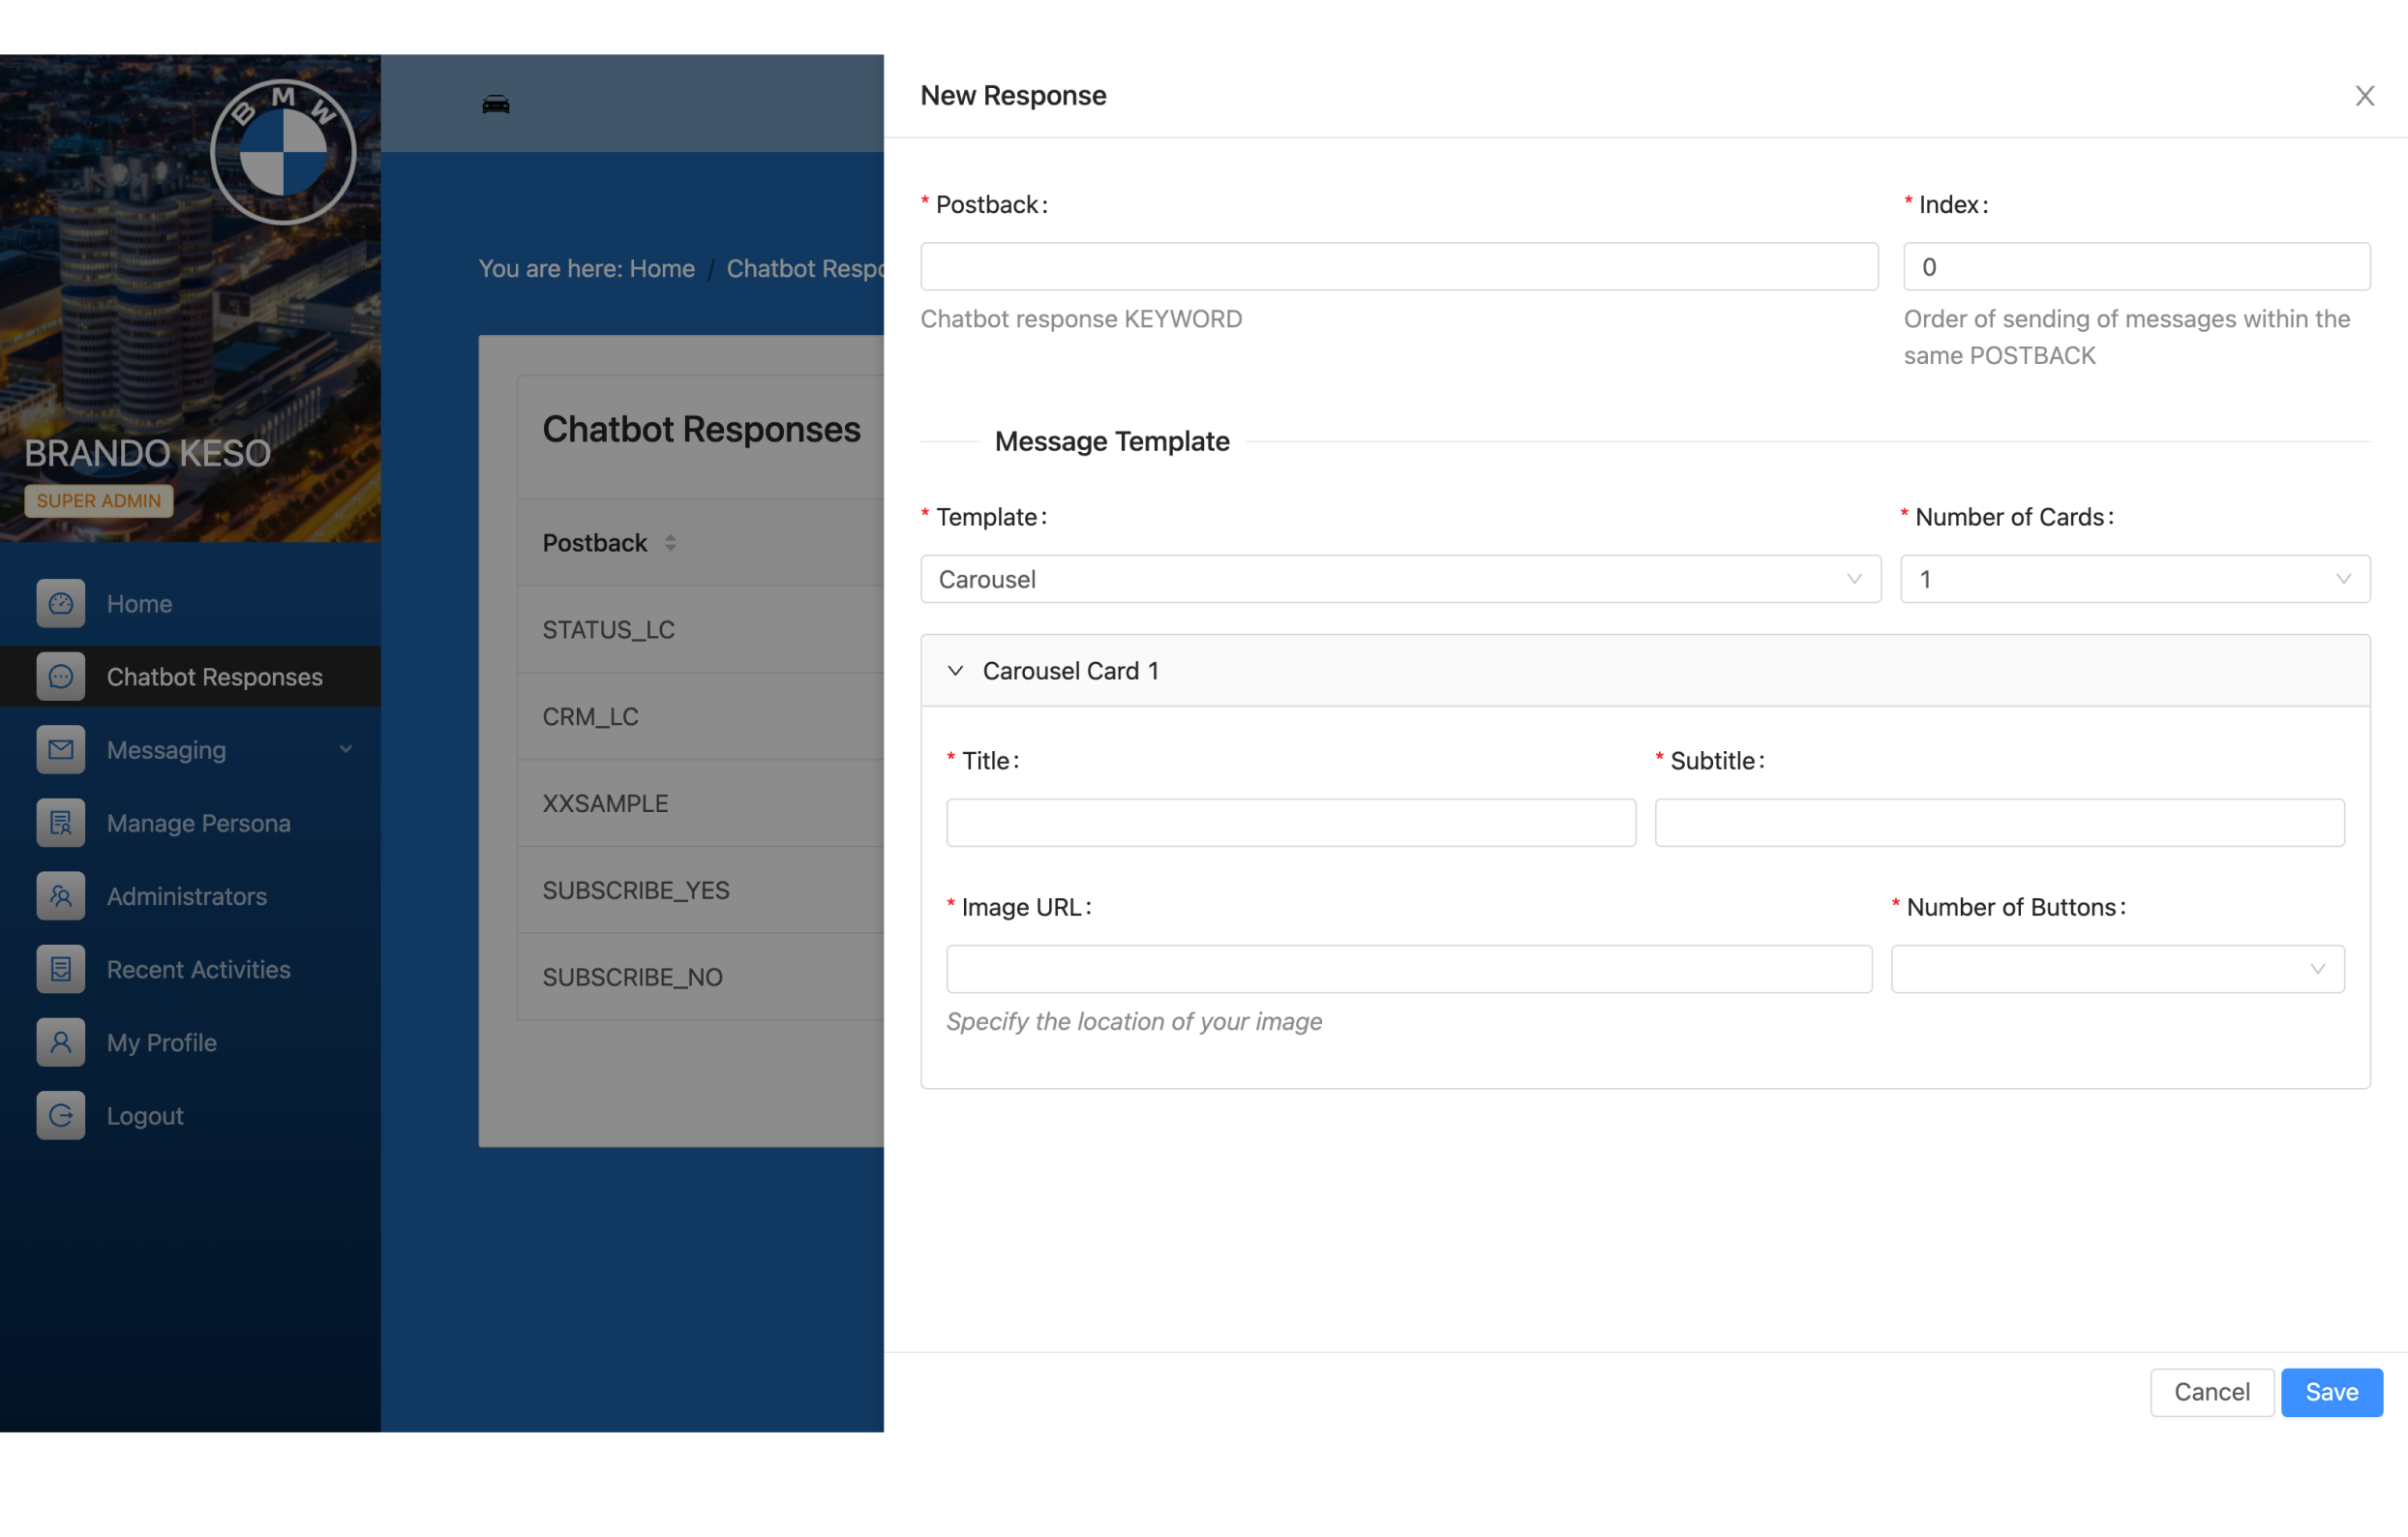 BMW
BRANDO KESO
SUPER ADMIN
Home
Chatbot Responses
Messaging
Manage Persona
Administrators
Recent Activities
My Profile
Logout
You are here: Home / Chatbot
Chatbot Responses
Postback
STATUS_LC
CRM_LC
XXSAMPLE
SUBSCRIBE_YES
SUBSCRIBE_NO
New Response
* Postback: * Index:
0
Chatbot response KEYWORD
Order of sending of messages within the
same POSTBACK
Message Template
* Template: * Number of Cards:
Carousel 1
Carousel Card 1
* Title: * Subtitle:
* Image URL: * Number of Buttons:
Specify the location of your image
Cancel Save